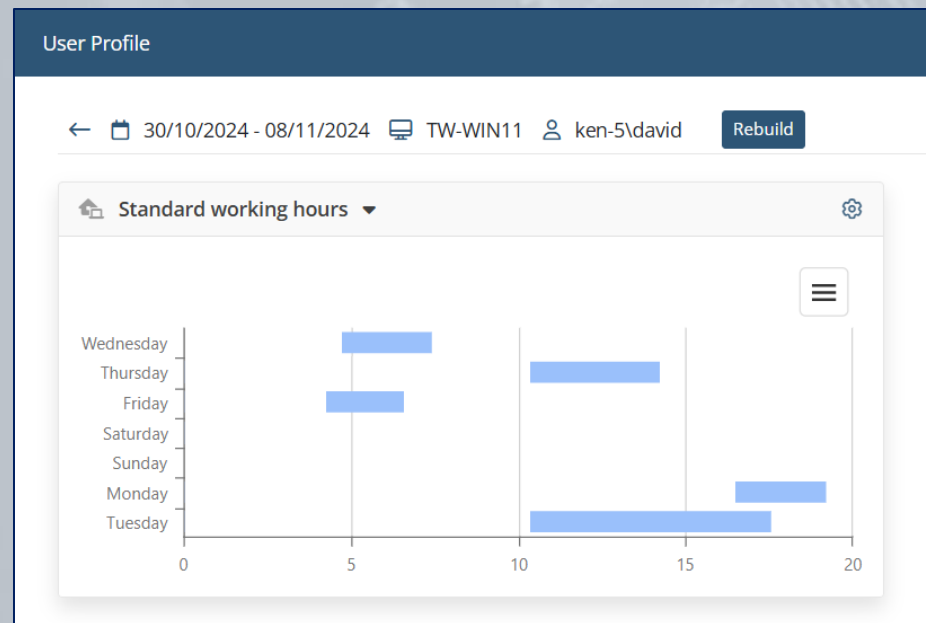 User Profile
30/10/2024 - 08/11/2024 TW-WIN11 ken-5\david Rebuild
Standard working hours
Wednesday
Thursday
Friday
Saturday
Sunday
Monday
Tuesday
0 5 10 15 20